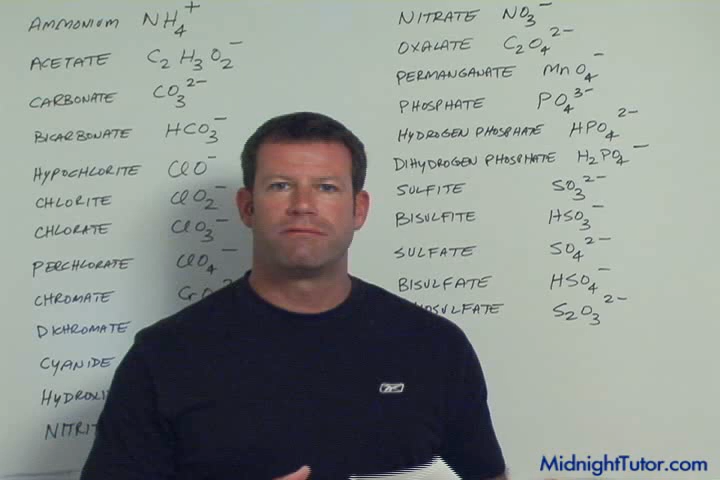 AMMONIUM NH₄⁺
ACETATE C₂H₃O₂⁻
CARBONATE CO₃²⁻
BICARBONATE HCO₃⁻
HYPOCHLORITE ClO⁻
CHLORITE ClO₂⁻
CHLORATE ClO₃⁻
PERCHLORATE ClO₄⁻
CHROMATE
DICHROMATE
CYANIDE
NITRATE NO₃⁻
OXALATE C₂O₄²⁻
PERMANGANATE MnO₄⁻
PHOSPHATE PO₄³⁻
HYDROGEN PHOSPHATE HPO₄²⁻
DIHYDROGEN PHOSPHATE H₂PO₄⁻
SULFITE SO₃²⁻
BISULFITE HSO₃⁻
SULFATE SO₄²⁻
BISULFATE HSO₄⁻
OSULFATE S₂O₃²⁻
MidnightTutor.com